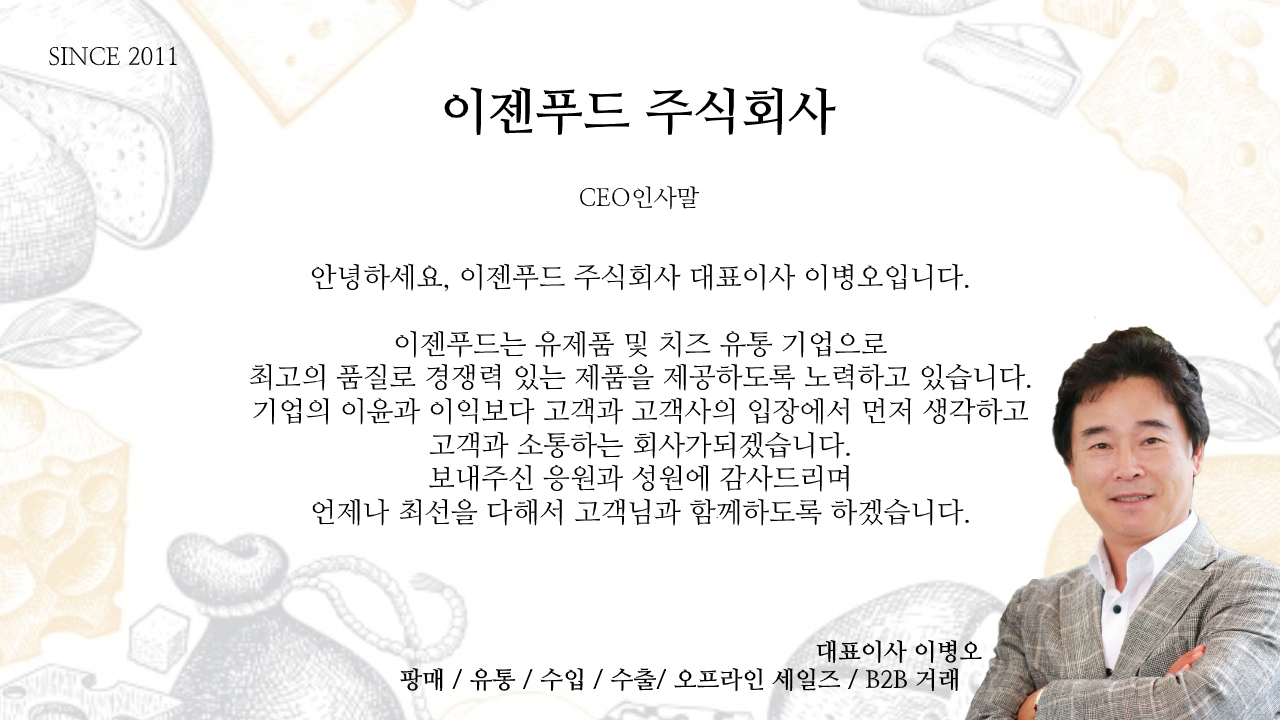 SINCE 2011
이젠푸드 주식회사
CEO인사말
안녕하세요, 이젠푸드 주식회사 대표이사 이병오입니다.
이젠푸드는 유제품 및 치즈 유통 기업으로
최고의 품질로 경쟁력 있는 제품을 제공하도록 노력하고 있습니다.
기업의 이윤과 이익보다 고객과 고객사의 입장에서 먼저 생각하고
고객과 소통하는 회사가되겠습니다.
보내주신 응원과 성원에 감사드리며
언제나 최선을 다해서 고객님과 함께하도록 하겠습니다.
대표이사 이병오
팡매 / 유통 / 수입 / 수출/ 오프라인 세일즈 / B2B 거래